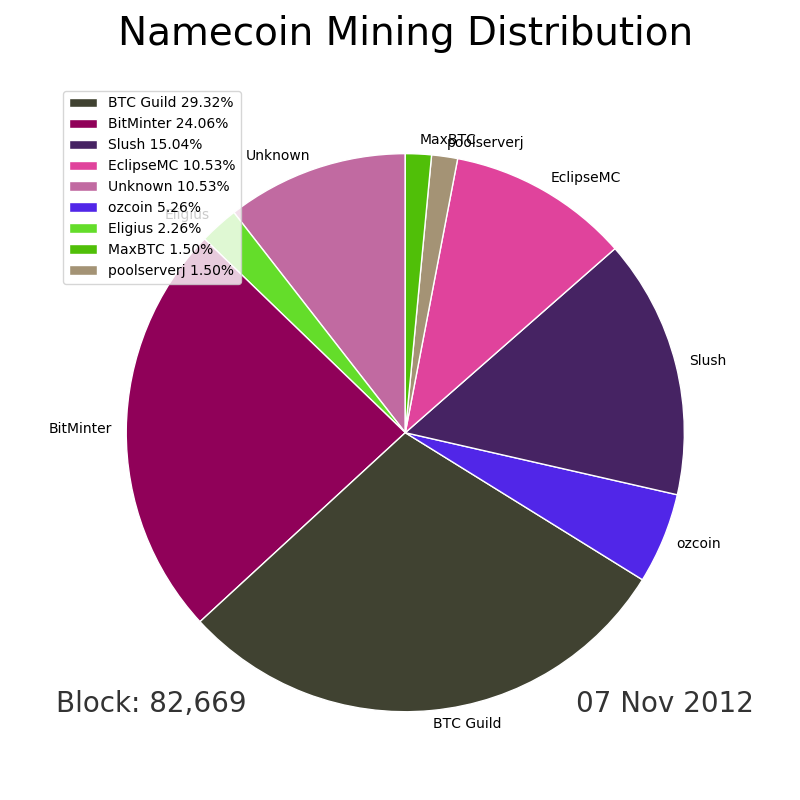 Namecoin Mining Distribution
BTC Guild 29.32%
BitMinter 24.06%
Slush 15.04%
EclipseMC 10.53%
Unknown 10.53%
ozcoin 5.26%
Eligius 2.26%
MaxBTC 1.50%
poolserverj 1.50%
MaxBTC
poolserverj
Unknown
EclipseMC
Eligius
Slush
BitMinter
ozcoin
BTC Guild
Block: 82,669
07 Nov 2012